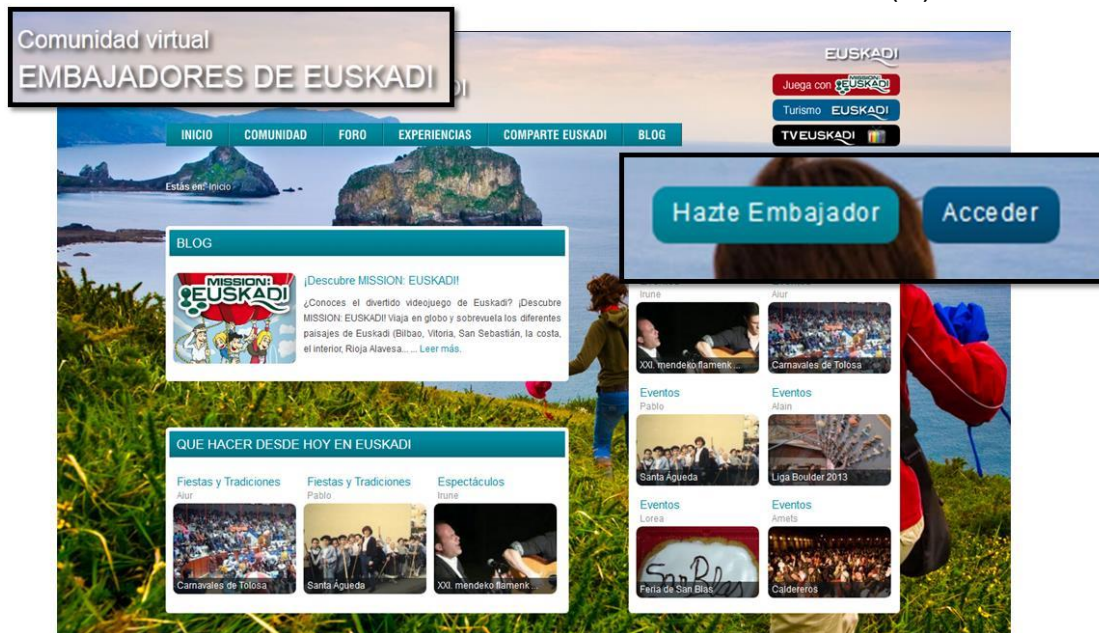 Comunidad virtual
EMBAJADORES DE EUSKADI
EUSKADI
Juega con MISSION: EUSKADI
Turismo EUSKADI
TVEUSKADI
INICIO COMUNIDAD FORO EXPERIENCIAS COMPARTE EUSKADI BLOG
Estás en: Inicio
Hazte Embajador Acceder
BLOG
MISSION:
EUSKADI
¡Descubre MISSION: EUSKADI!
¿Conoces el divertido videojuego de Euskadi? ¡Descubre
MISSION: EUSKADI! Viaja en globo y sobrevuela los diferentes
paisajes de Euskadi (Bilbao, Vitoria, San Sebastián, la costa,
el interior, Rioja Alavesa... ... Leer más.
QUE HACER DESDE HOY EN EUSKADI
Fiestas y Tradiciones
Aiur
Carnavales de Tolosa
Fiestas y Tradiciones
Pablo
Santa Águeda
Espectáculos
Irune
XXI. mendeko flamenk ...
Irune
XXI. mendeko flamenk ...
Aiur
Carnavales de Tolosa
Eventos
Pablo
Santa Águeda
Eventos
Alain
Liga Boulder 2013
Eventos
Lorea
San Blas
Feria de San Blas
Eventos
Amets
Caldereros